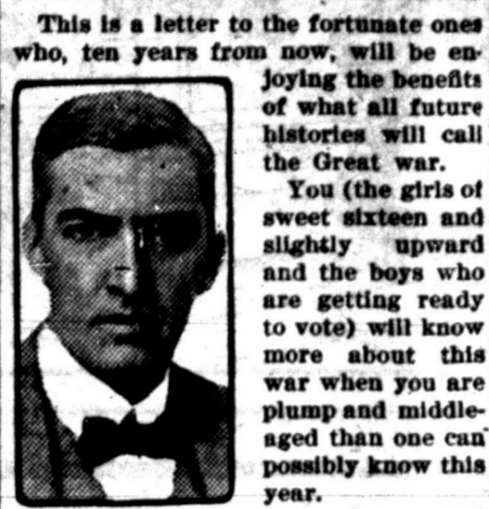 This is a letter to the fortunate ones
who, ten years from now, will be en-
joying the benefits
of what all future
histories will call
the Great war.
You (the girls of
sweet sixteen and
slightly upward
and the boys who
are getting ready
to vote) will know
more about this
war when you are
plump and middle-
aged than one can
possibly know this
year.